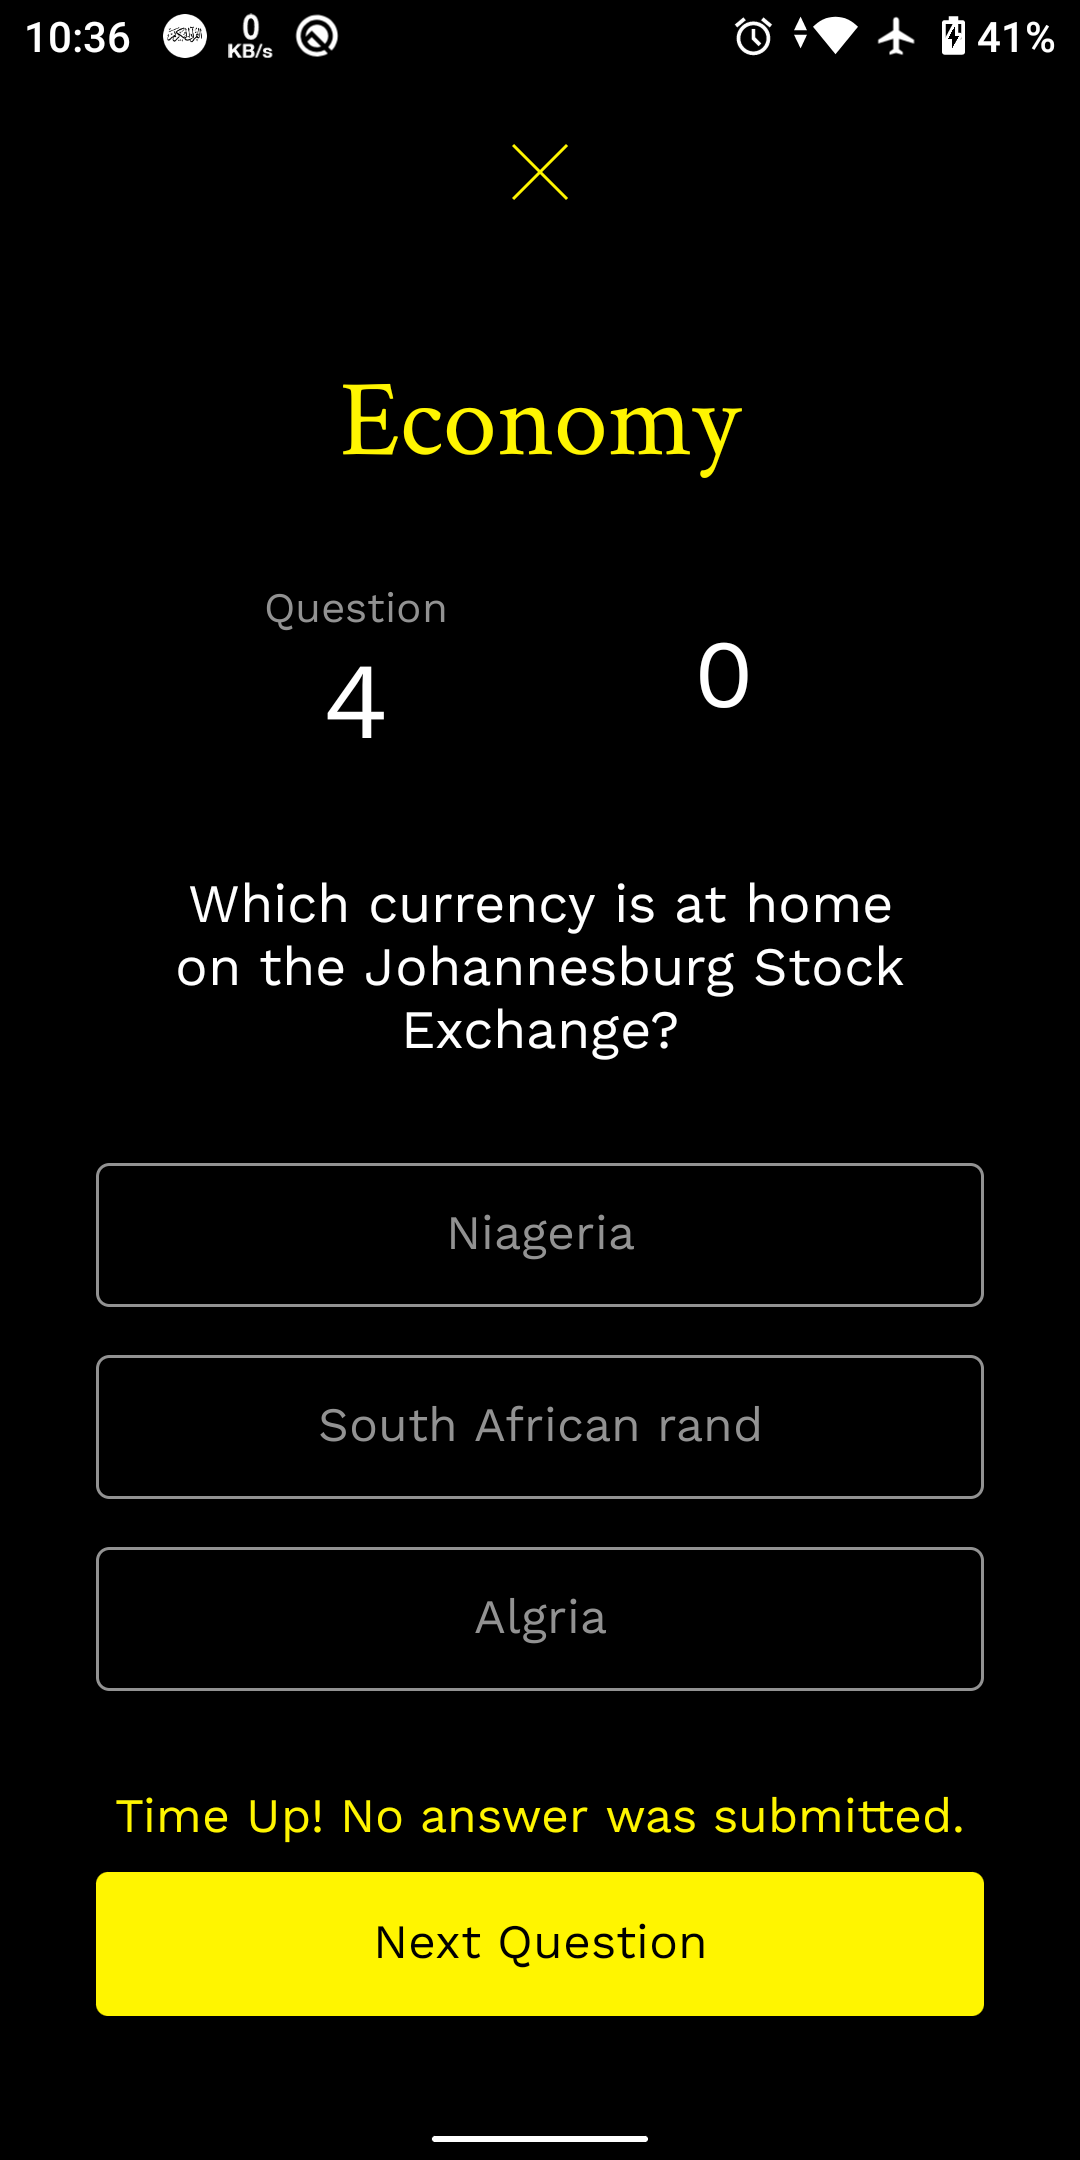 10:36
0
KB/s
41%
Economy
Question
4
0
Which currency is at home
on the Johannesburg Stock
Exchange?
Niageria
South African rand
Algria
Time Up! No answer was submitted.
Next Question